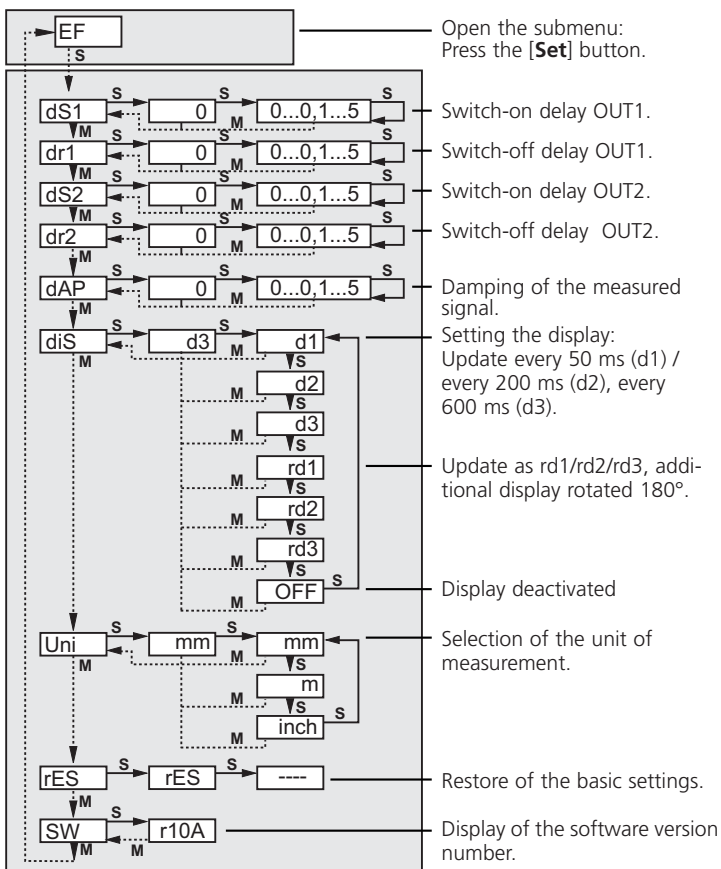 EF
S
Open the submenu:
Press the [Set] button.
dS1 S 0 S 0...0,1...5 S
M
Switch-on delay OUT1.
M
dr1 S 0 S 0...0,1...5 S
M
Switch-off delay OUT1.
M
dS2 S 0 S 0...0,1...5 S
M
Switch-on delay OUT2.
M
dr2 S 0 S 0...0,1...5 S
M
Switch-off delay OUT2.
M
dAP S 0 S 0...0,1...5 S
M
Damping of the measured
signal.
M
diS S d3 S d1
M
M
S
Setting the display:
Update every 50 ms (d1) /
every 200 ms (d2), every
600 ms (d3).
d2
M
S
d3
M
S
rd1
M
S
Update as rd1/rd2/rd3, addi-
tional display rotated 180°.
rd2
M
S
rd3
M
S
OFF S
M
Display deactivated
Uni S mm S mm
M
M
S
Selection of the unit of
measurement.
m
M
S
inch S
M
rES S rES S ----
Restore of the basic settings.
M
SW S r10A
M
M
Display of the software version
number.